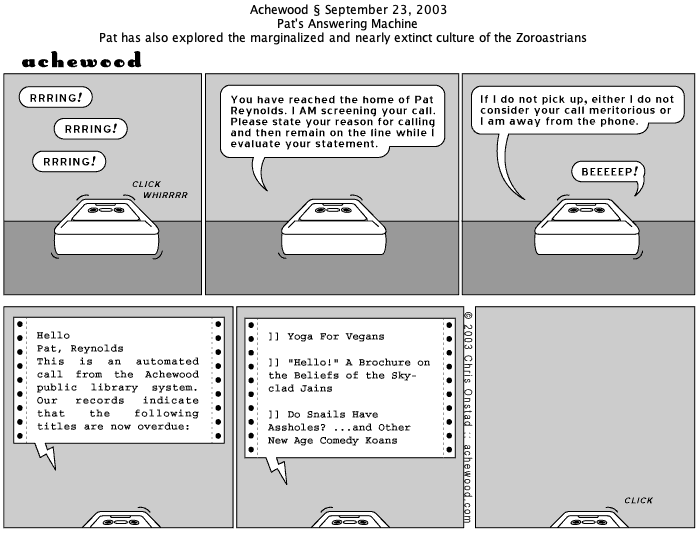 Achewood § September 23, 2003
Pat's Answering Machine
Pat has also explored the marginalized and nearly extinct culture of the Zoroastrians
achewood
RRRING!
RRRING!
RRRING!
CLICK
WHIRRRR
You have reached the home of Pat
Reynolds. I AM screening your call.
Please state your reason for calling
and then remain on the line while I
evaluate your statement.
If I do not pick up, either I do not
consider your call meritorious or
I am away from the phone.
BEEEEEP!
Hello
Pat, Reynolds
This is an automated
call from the Achewood
public library system.
Our records indicate
that the following
titles are now overdue:
]] Yoga For Vegans
]] "Hello!" A Brochure on
the Beliefs of the Sky-
clad Jains
]] Do Snails Have
Assholes? ...and Other
New Age Comedy Koans
© 2003 Chris Onstad :: achewood.com
CLICK